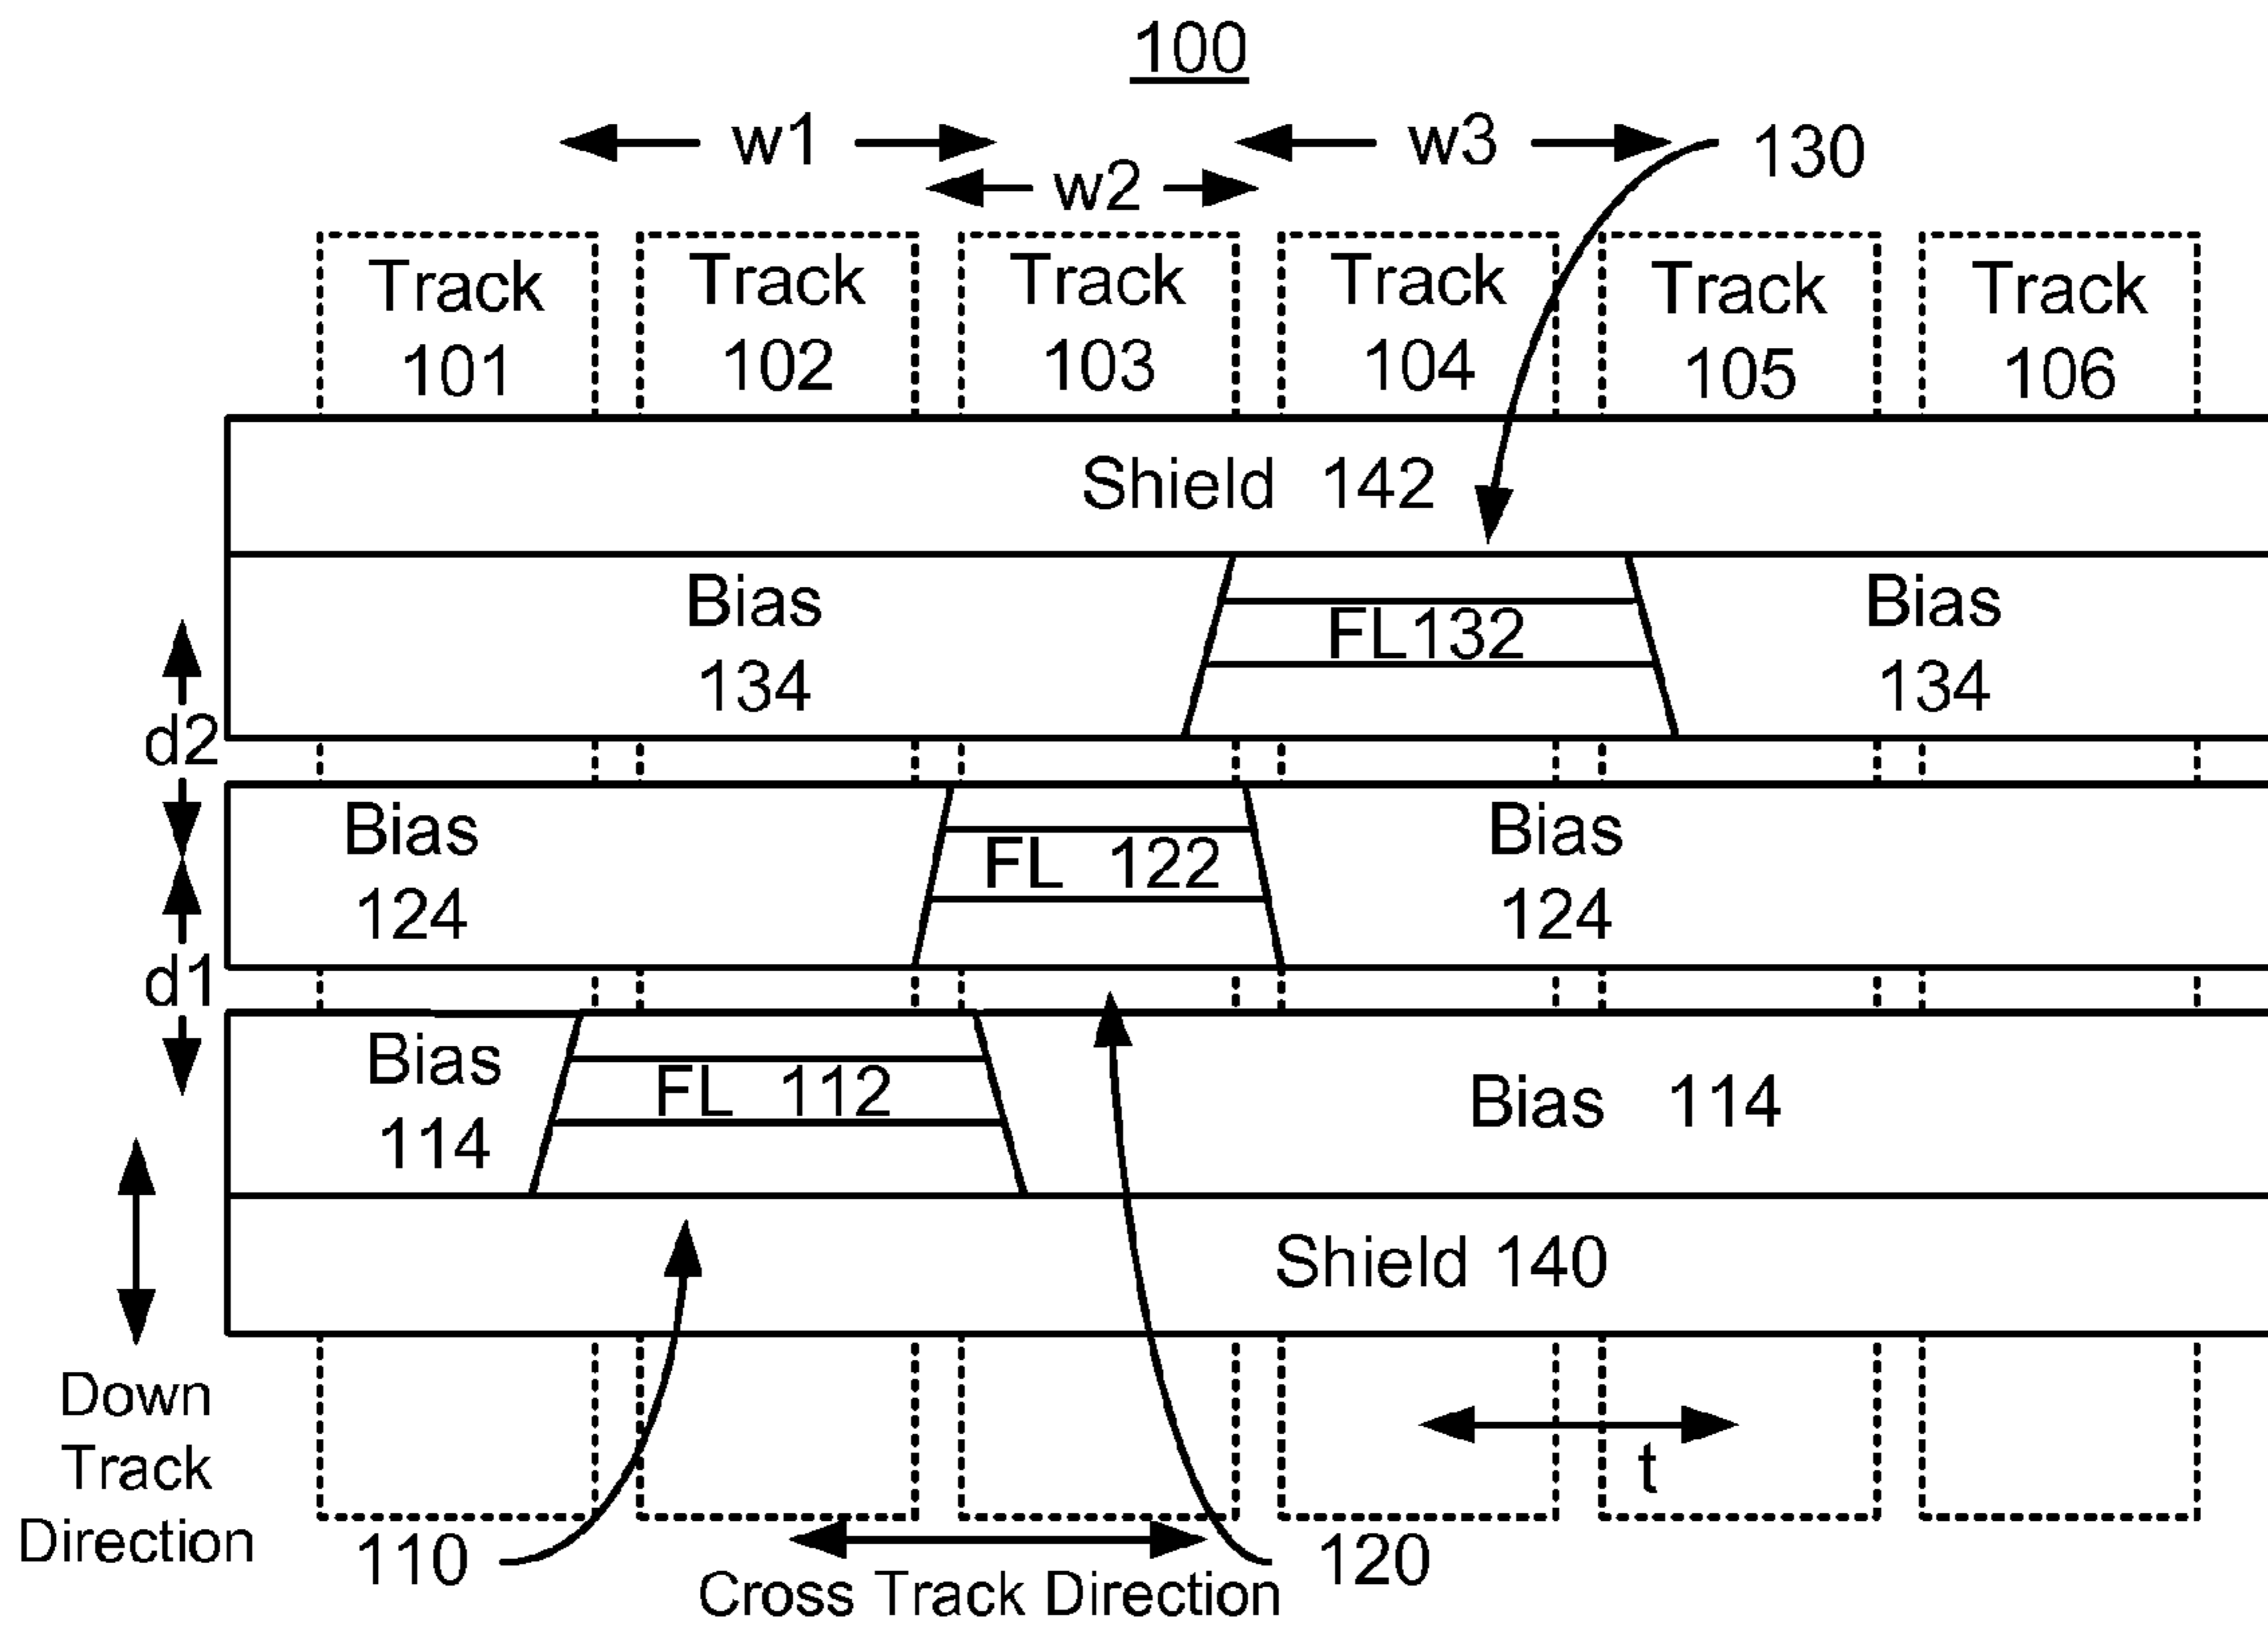 100
w1
w3
130
w2
Track
101
Track
102
Track
103
Track
104
Track
105
Track
106
Shield 142
Bias
134
FL132
Bias
134
d2
Bias
124
FL 122
Bias
124
d1
Bias
114
FL 112
Bias 114
Shield 140
Down
Track
Direction
t
110
120
Cross Track Direction